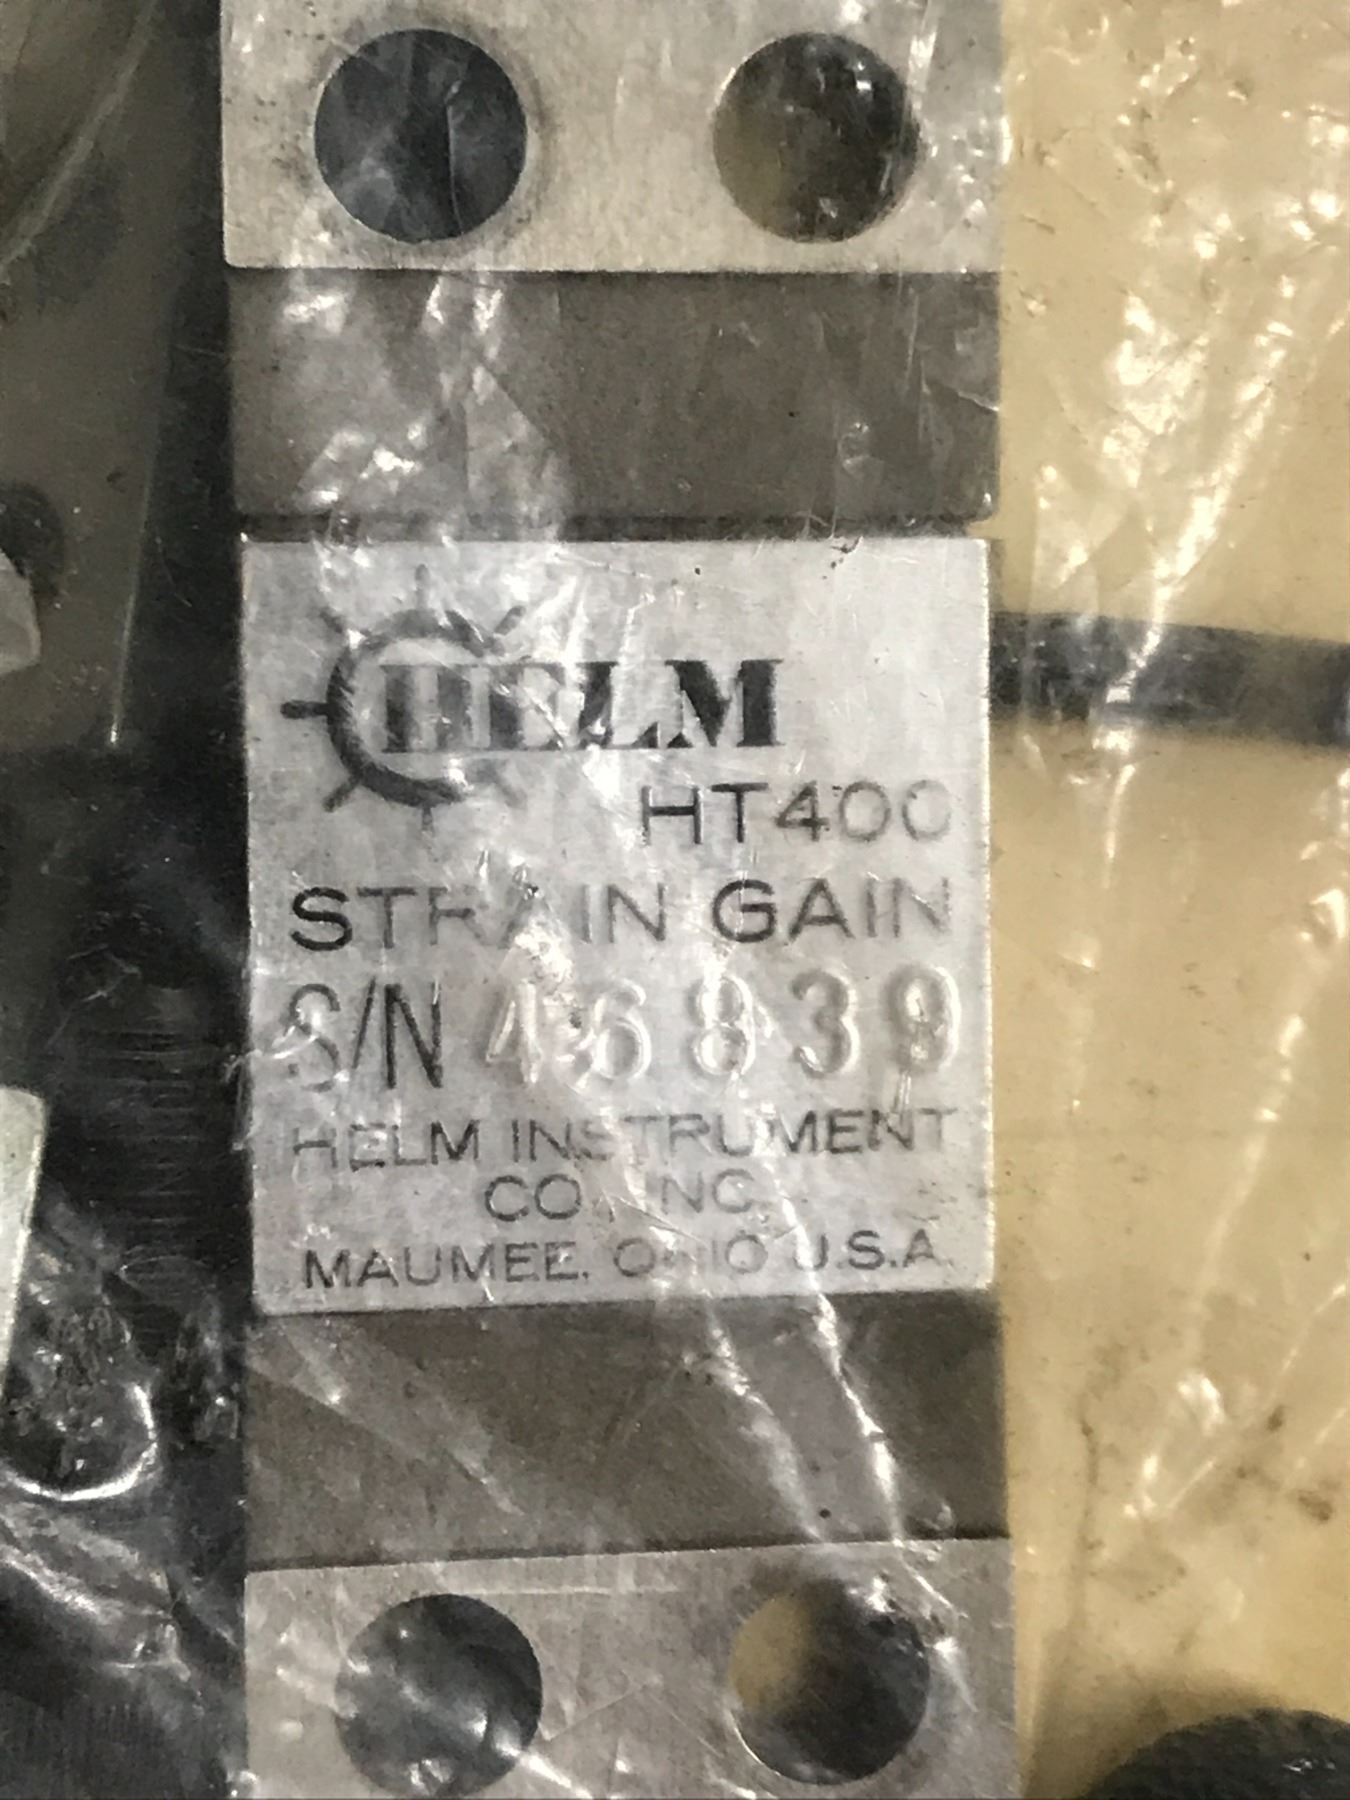 HELM
HT400
STRAIN GAIN
S/N 46839
HELM INSTRUMENT
CO. INC.
MAUMEE, OHIO U.S.A.